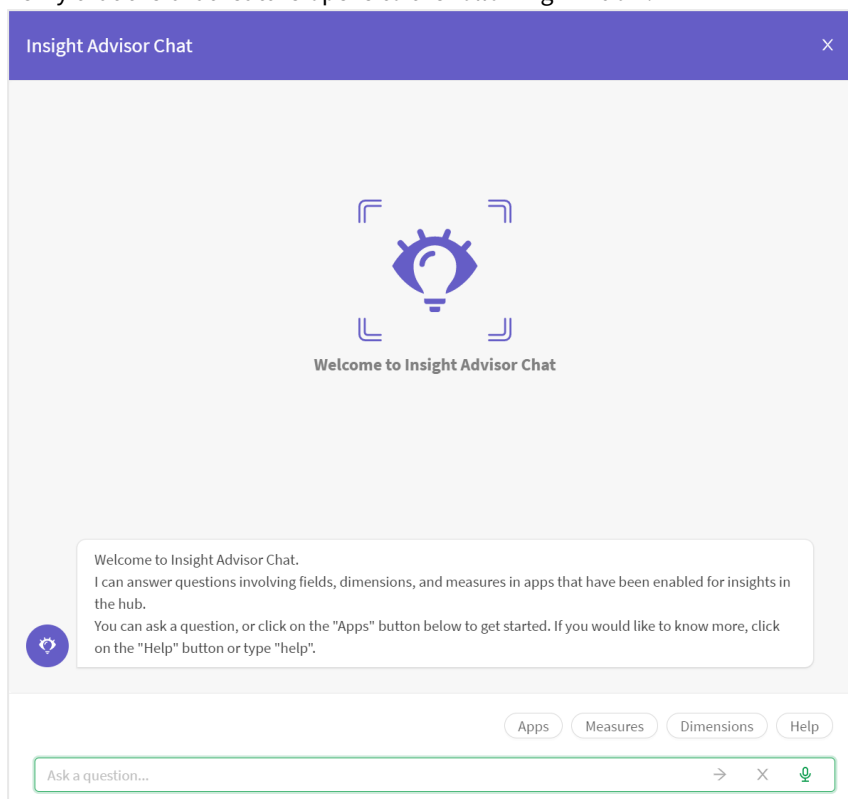 Insight Advisor Chat
Welcome to Insight Advisor Chat
Welcome to Insight Advisor Chat.
I can answer questions involving fields, dimensions, and measures in apps that have been enabled for insights in
the hub.
You can ask a question, or click on the "Apps" button below to get started. If you would like to know more, click
on the "Help" button or type "help".
Apps Measures Dimensions Help
Ask a question...